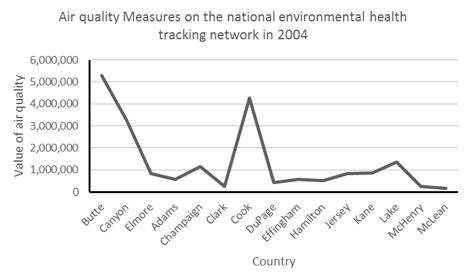 Air quality Measures on the national environmental health
tracking network in 2004
Value of air quality
6,000,000
5,000,000
4,000,000
3,000,000
2,000,000
1,000,000
0
Butte
Canyon
Elmore
Adams
Champaign
Clark
Cook
DuPage
Effingham
Hamilton
Jersey
Kane
Lake
McHenry
McLean
Country